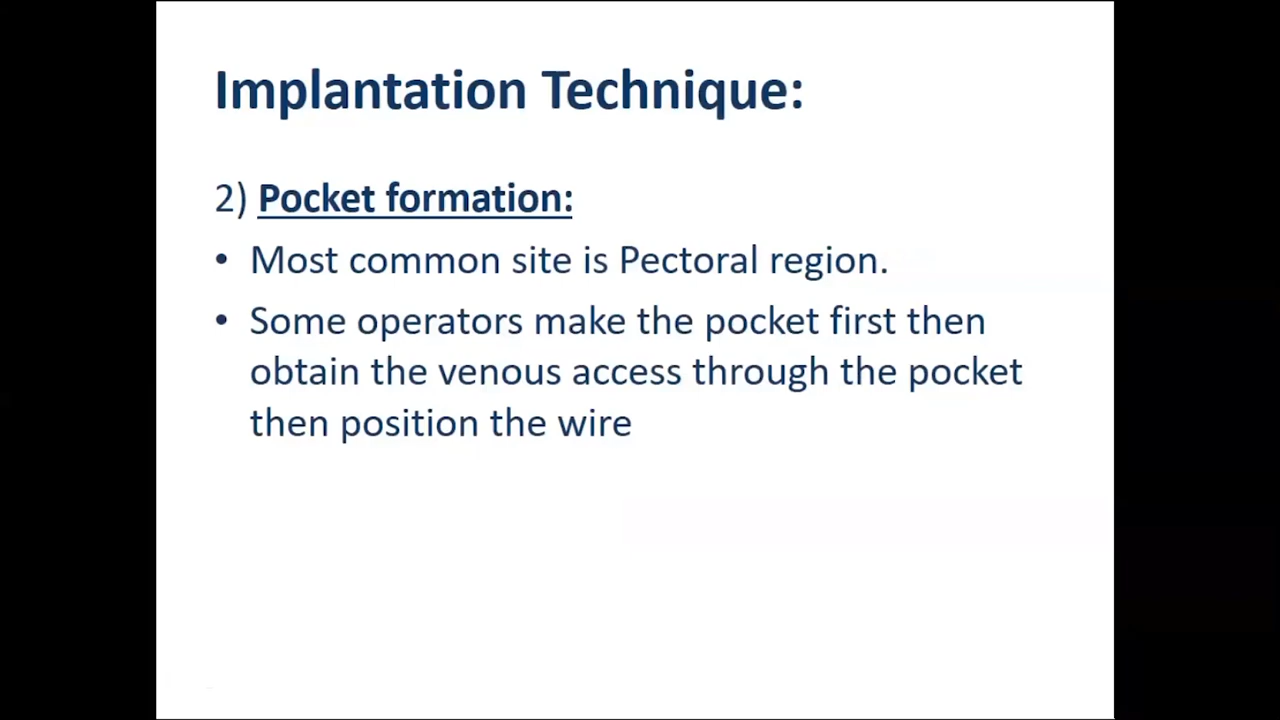 Implantation Technique:
2) Pocket formation:
• Most common site is Pectoral region.
• Some operators make the pocket first then
obtain the venous access through the pocket
then position the wire